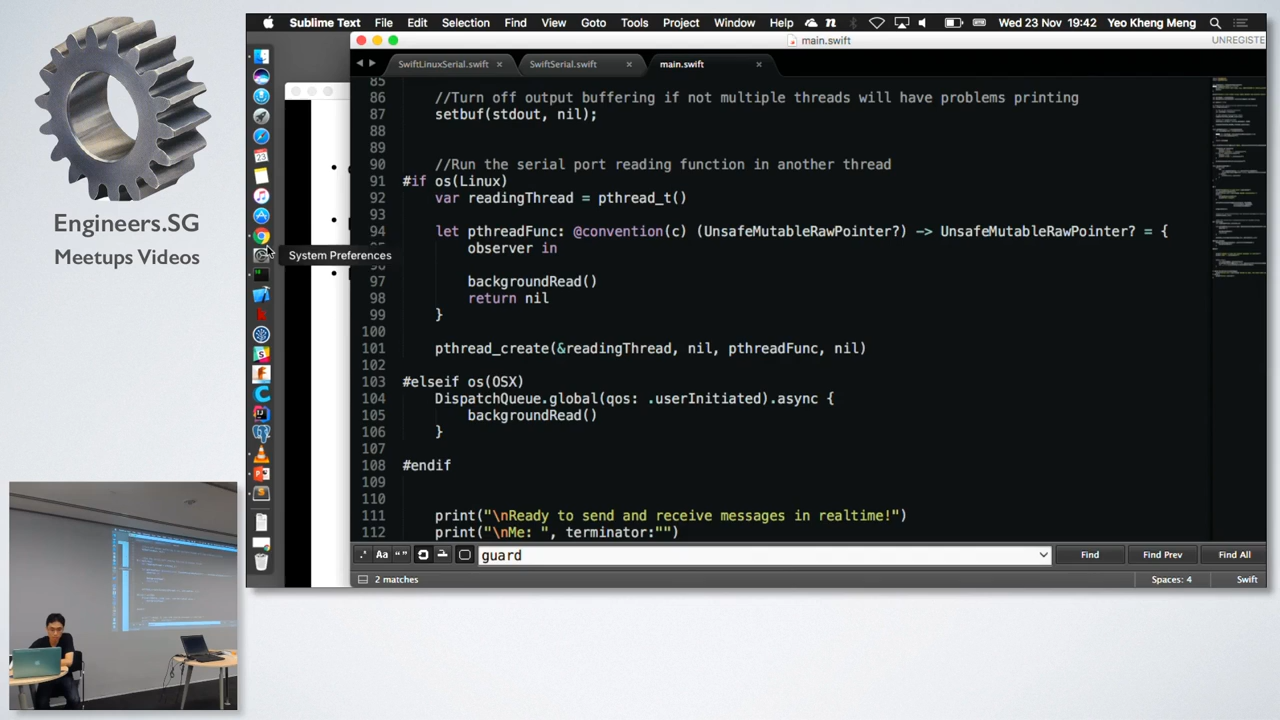 Engineers.SG
Meetups Videos
Sublime Text File Edit Selection Find View Goto Tools Project Window Help Wed 23 Nov 19:42 Yeo Kheng Meng
main.swift
UNREGISTE
SwiftLinuxSerial.swift × SwiftSerial.swift × main.swift ×
85
86 //Turn off output buffering if not multiple threads will have problems printing
87 setbuf(stdout, nil);
88
89
90 //Run the serial port reading function in another thread
91 #if os(Linux)
92 var readingThread = pthread_t()
93
94 let pthreadFunc: @convention(c) (UnsafeMutableRawPointer?) -> UnsafeMutableRawPointer? = {
95 observer in
96
97 backgroundRead()
98 return nil
99 }
100
101 pthread_create(&readingThread, nil, pthreadFunc, nil)
102
103 #elseif os(OSX)
104 DispatchQueue.global(qos: .userInitiated).async {
105 backgroundRead()
106 }
107
108 #endif
109
110
111 print("\nReady to send and receive messages in realtime!")
112 print("\nMe: ", terminator:"")
System Preferences
.* Aa “ ” guard Find Find Prev Find All
2 matches Spaces: 4 Swift